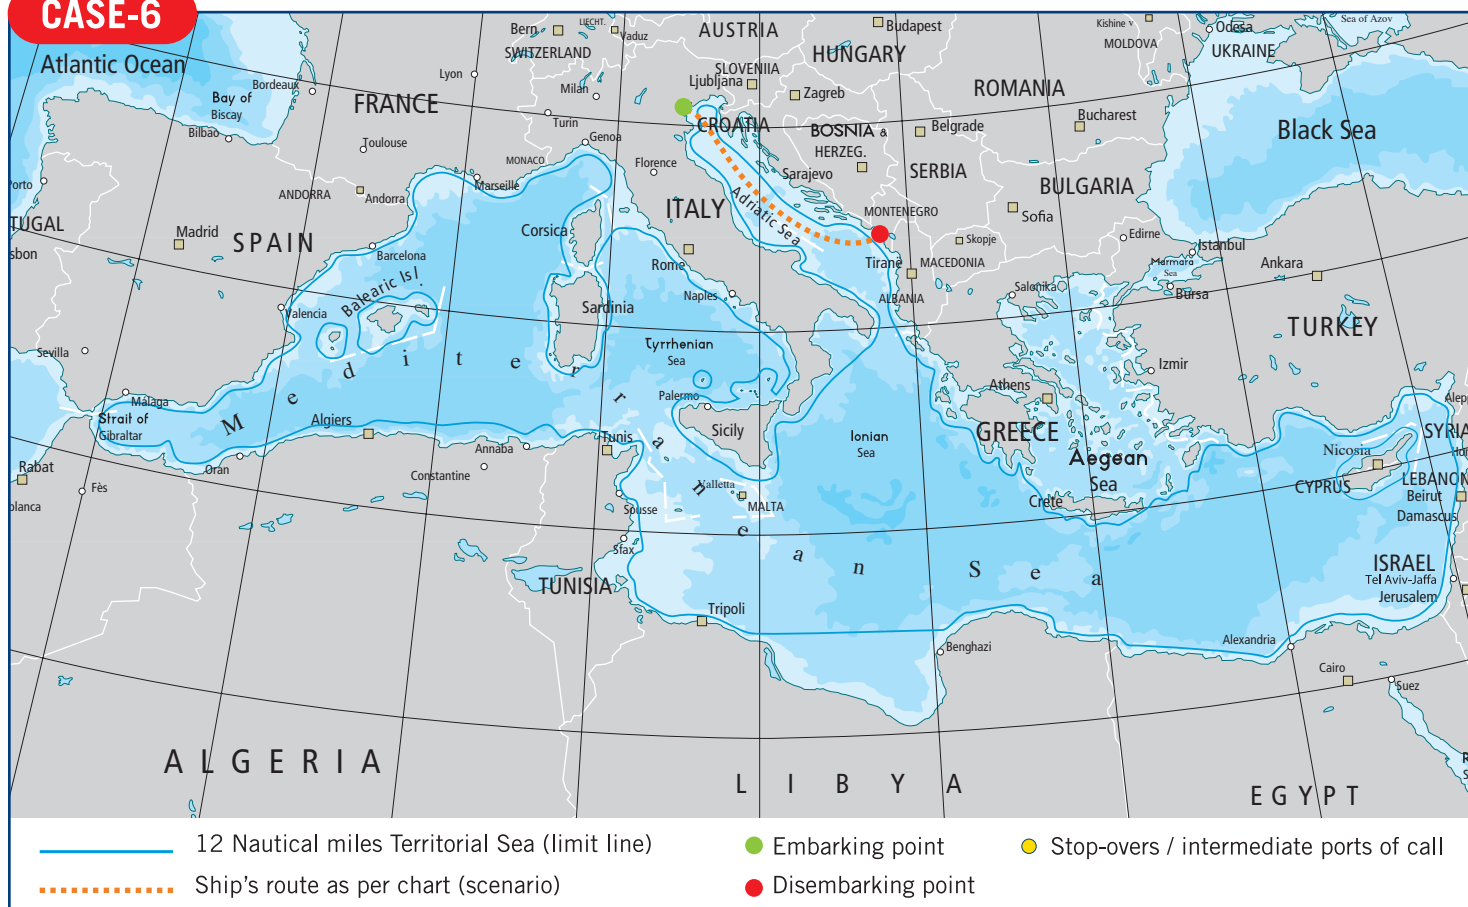 CASE-6
Atlantic Ocean
Bay of
Biscay
Bordeaux
Bilbao
Lyon
FRANCE
Toulouse
ANDORRA
Andorra
MONACO
Marseille
Bern
SWITZERLAND
LIECHT.
Vaduz
Milan
Turin
Genoa
Florence
AUSTRIA
SLOVENIIA
Ljubljana
Zagreb
CROATIA
Budapest
HUNGARY
BOSNIA &
HERZEG.
Sarajevo
Belgrade
SERBIA
ROMANIA
Bucharest
Kishine v
MOLDOVA
Odesa
UKRAINE
Sea of Azov
Black Sea
BULGARIA
Sofia
MONTENEGRO
Skopje
MACEDONIA
Tirane
ALBANIA
Edirne
Istanbul
Marmara
Sea
Bursa
Ankara
TURKEY
Salonika
Izmir
Athens
GREECE
Aegean
Sea
Crete
ITALY
Adriatic Sea
Rome
Naples
Corsica
Sardinia
Tyrrhenian
Sea
Palermo
Sicily
Ionian
Sea
Valletta
MALTA
Porto
TUGAL
sbon
Madrid
SPAIN
Barcelona
Balearic Is/
Valencia
Sevilla
Málaga
Strait of
Gibraltar
Mediterranean Sea
Rabat
Fès
blanca
Oran
Algiers
Constantine
Annaba
Tunis
Sousse
Sfax
TUNISIA
Tripoli
Benghazi
Alexandria
Cairo
Suez
Nicosia
CYPRUS
Alepp
SYRIA
LEBANON
Beirut
Damascus
ISRAEL
Tel Aviv-Jaffa
Jerusalem
ALGERIA
LIBYA
EGYPT
12 Nautical miles Territorial Sea (limit line)
Embarking point
Stop-overs / intermediate ports of call
Ship's route as per chart (scenario)
Disembarking point